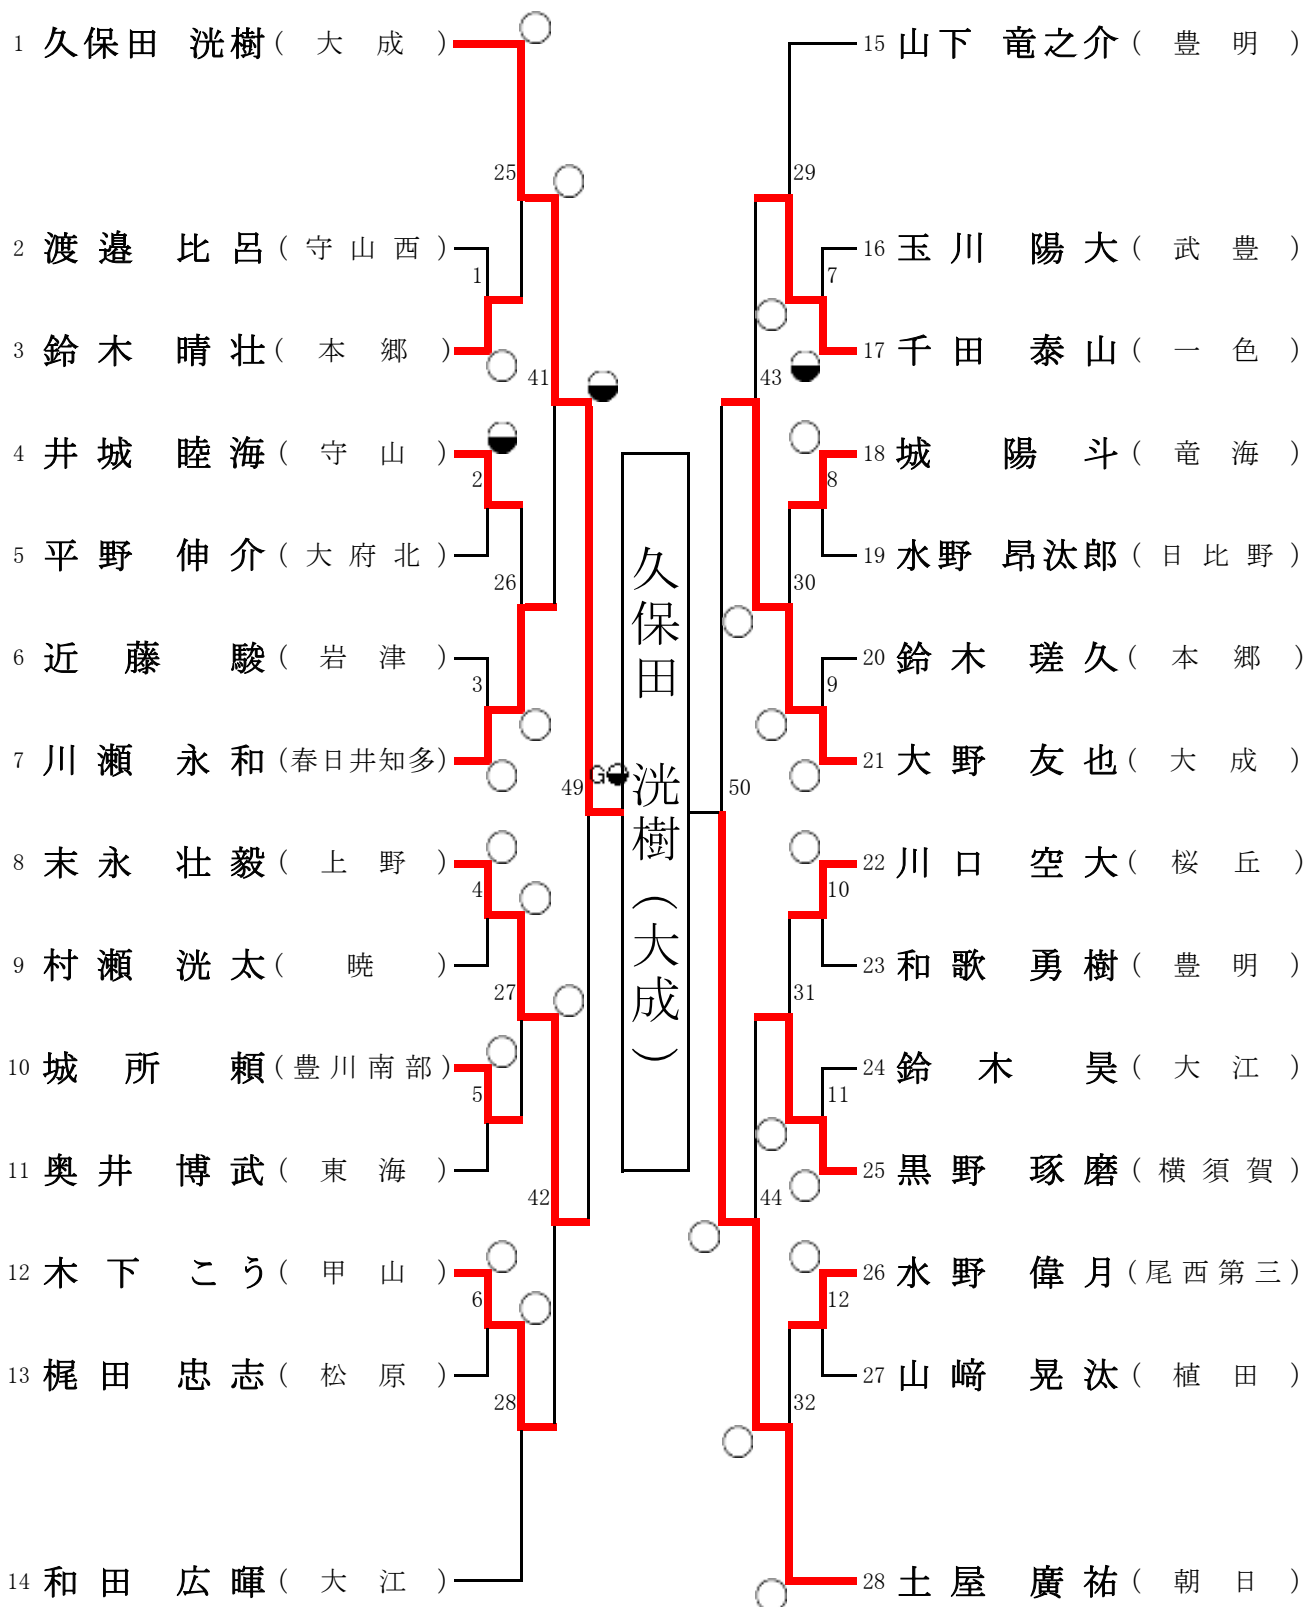 1 久保田 洸樹 ( 大 成 )
25
2 渡邉 比呂 ( 守 山 西 )
1
3 鈴木 晴壮 ( 本 郷 )
41
4 井城 睦海 ( 守 山 )
2
5 平野 伸介 ( 大 府 北 )
26
6 近藤 駿 ( 岩 津 )
3
7 川瀬 永和 (春日井知多)
49
G
8 末永 壮毅 ( 上 野 )
4
9 村瀬 洸太 ( 暁 )
27
10 城所 頼 ( 豊 川 南 部 )
5
11 奥井 博武 ( 東 海 )
42
12 木下 こう ( 甲 山 )
6
13 梶田 忠志 ( 松 原 )
28
14 和田 広暉 ( 大 江 )
久保田 洸樹(大成)
15 山下 竜之介 ( 豊 明 )
29
16 玉川 陽大 ( 武 豊 )
7
17 千田 泰山 ( 一 色 )
43
18 城 陽斗 ( 竜 海 )
8
19 水野 昂汰郎 ( 日 比 野 )
30
20 鈴木 瑳久 ( 本 郷 )
9
21 大野 友也 ( 大 成 )
50
22 川口 空大 ( 桜 丘 )
10
23 和歌 勇樹 ( 豊 明 )
31
24 鈴木 昊 ( 大 江 )
11
25 黒野 琢磨 ( 横 須 賀 )
44
26 水野 偉月 ( 尾 西 第 三 )
12
27 山﨑 晃汰 ( 植 田 )
32
28 土屋 廣祐 ( 朝 日 )